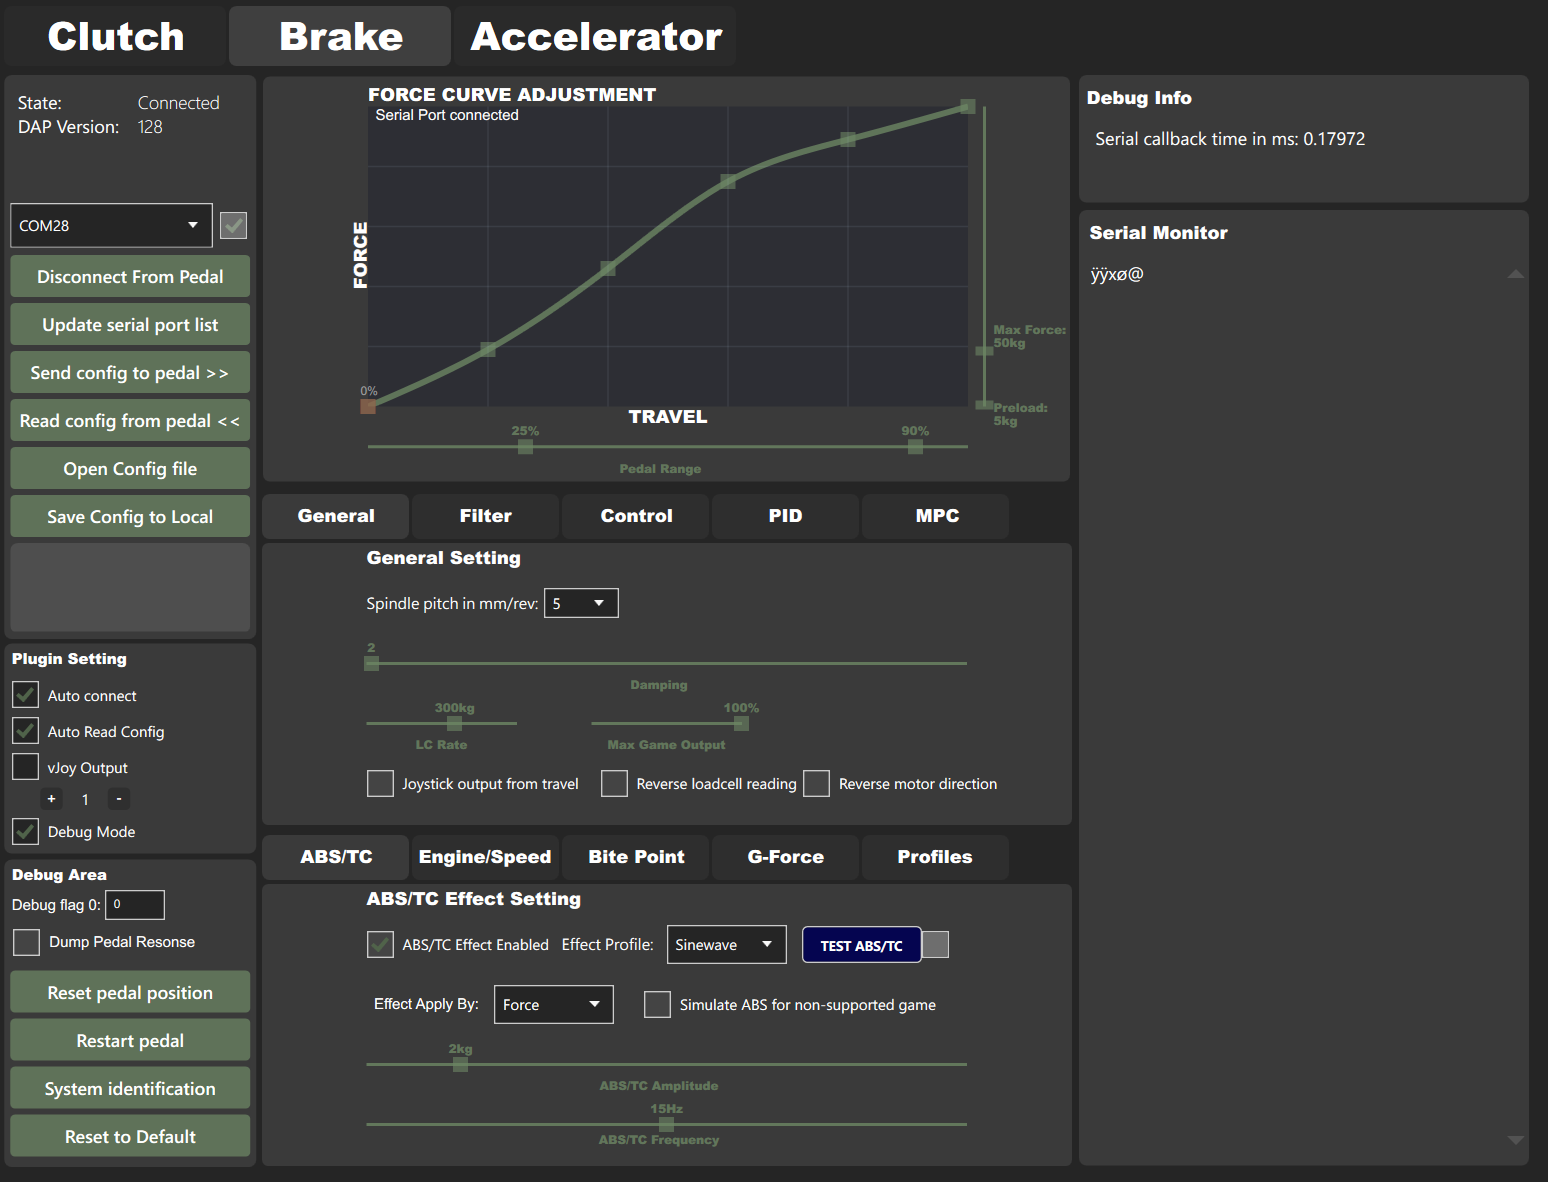 Clutch
Brake
Accelerator
State: Connected
DAP Version: 128
COM28
Disconnect From Pedal
Update serial port list
Send config to pedal >>
Read config from pedal <<
Open Config file
Save Config to Local
Plugin Setting
Auto connect
Auto Read Config
vJoy Output
+ 1 -
Debug Mode
Debug Area
Debug flag 0: 0
Dump Pedal Resonse
Reset pedal position
Restart pedal
System identification
Reset to Default
FORCE CURVE ADJUSTMENT
Serial Port connected
FORCE
0%
TRAVEL
Max Force:
50kg
Preload:
5kg
25% 90%
Pedal Range
General
Filter
Control
PID
MPC
General Setting
Spindle pitch in mm/rev: 5
2
Damping
300kg 100%
LC Rate Max Game Output
Joystick output from travel
Reverse loadcell reading
Reverse motor direction
ABS/TC
Engine/Speed
Bite Point
G-Force
Profiles
ABS/TC Effect Setting
ABS/TC Effect Enabled Effect Profile: Sinewave TEST ABS/TC
Effect Apply By: Force Simulate ABS for non-supported game
2kg
ABS/TC Amplitude
15Hz
ABS/TC Frequency
Debug Info
Serial callback time in ms: 0.17972
Serial Monitor
ÿÿxø@